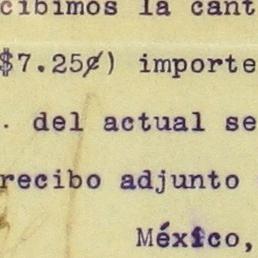 cibimos la cant
$7.25¢) importe
. del actual se
recibo adjunto
México,